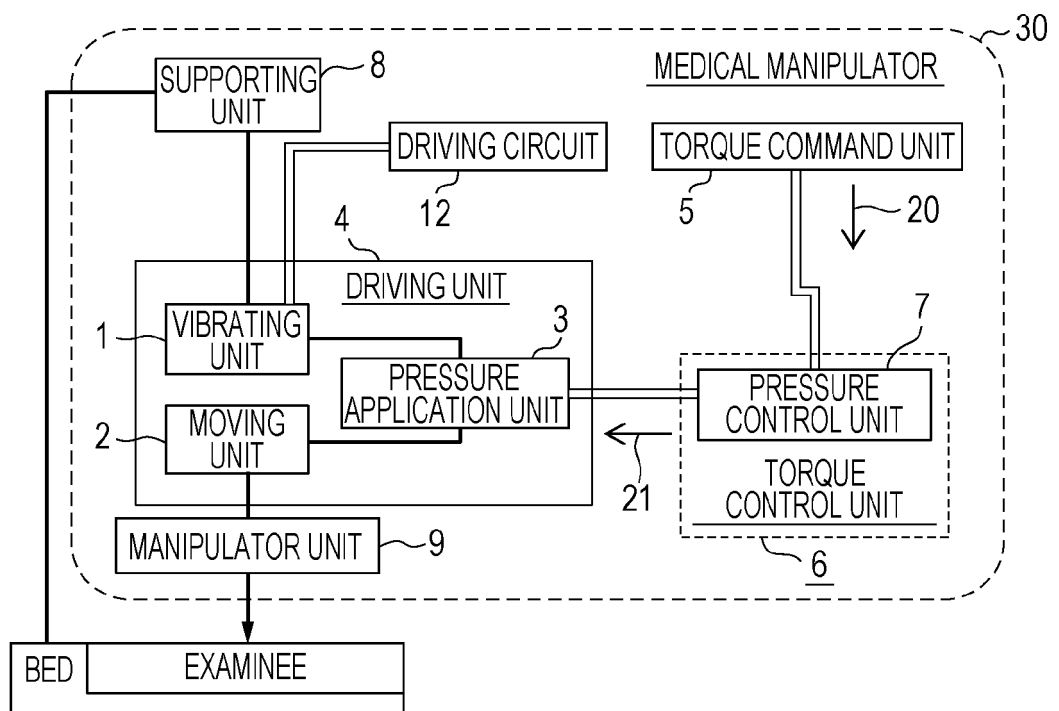 30
8
SUPPORTING
UNIT
MEDICAL MANIPULATOR
DRIVING CIRCUIT
12
TORQUE COMMAND UNIT
5
20
4
DRIVING UNIT
1
VIBRATING
UNIT
3
PRESSURE
APPLICATION UNIT
7
PRESSURE
CONTROL UNIT
2
MOVING
UNIT
21
TORQUE
CONTROL UNIT
6
MANIPULATOR UNIT
9
BED
EXAMINEE